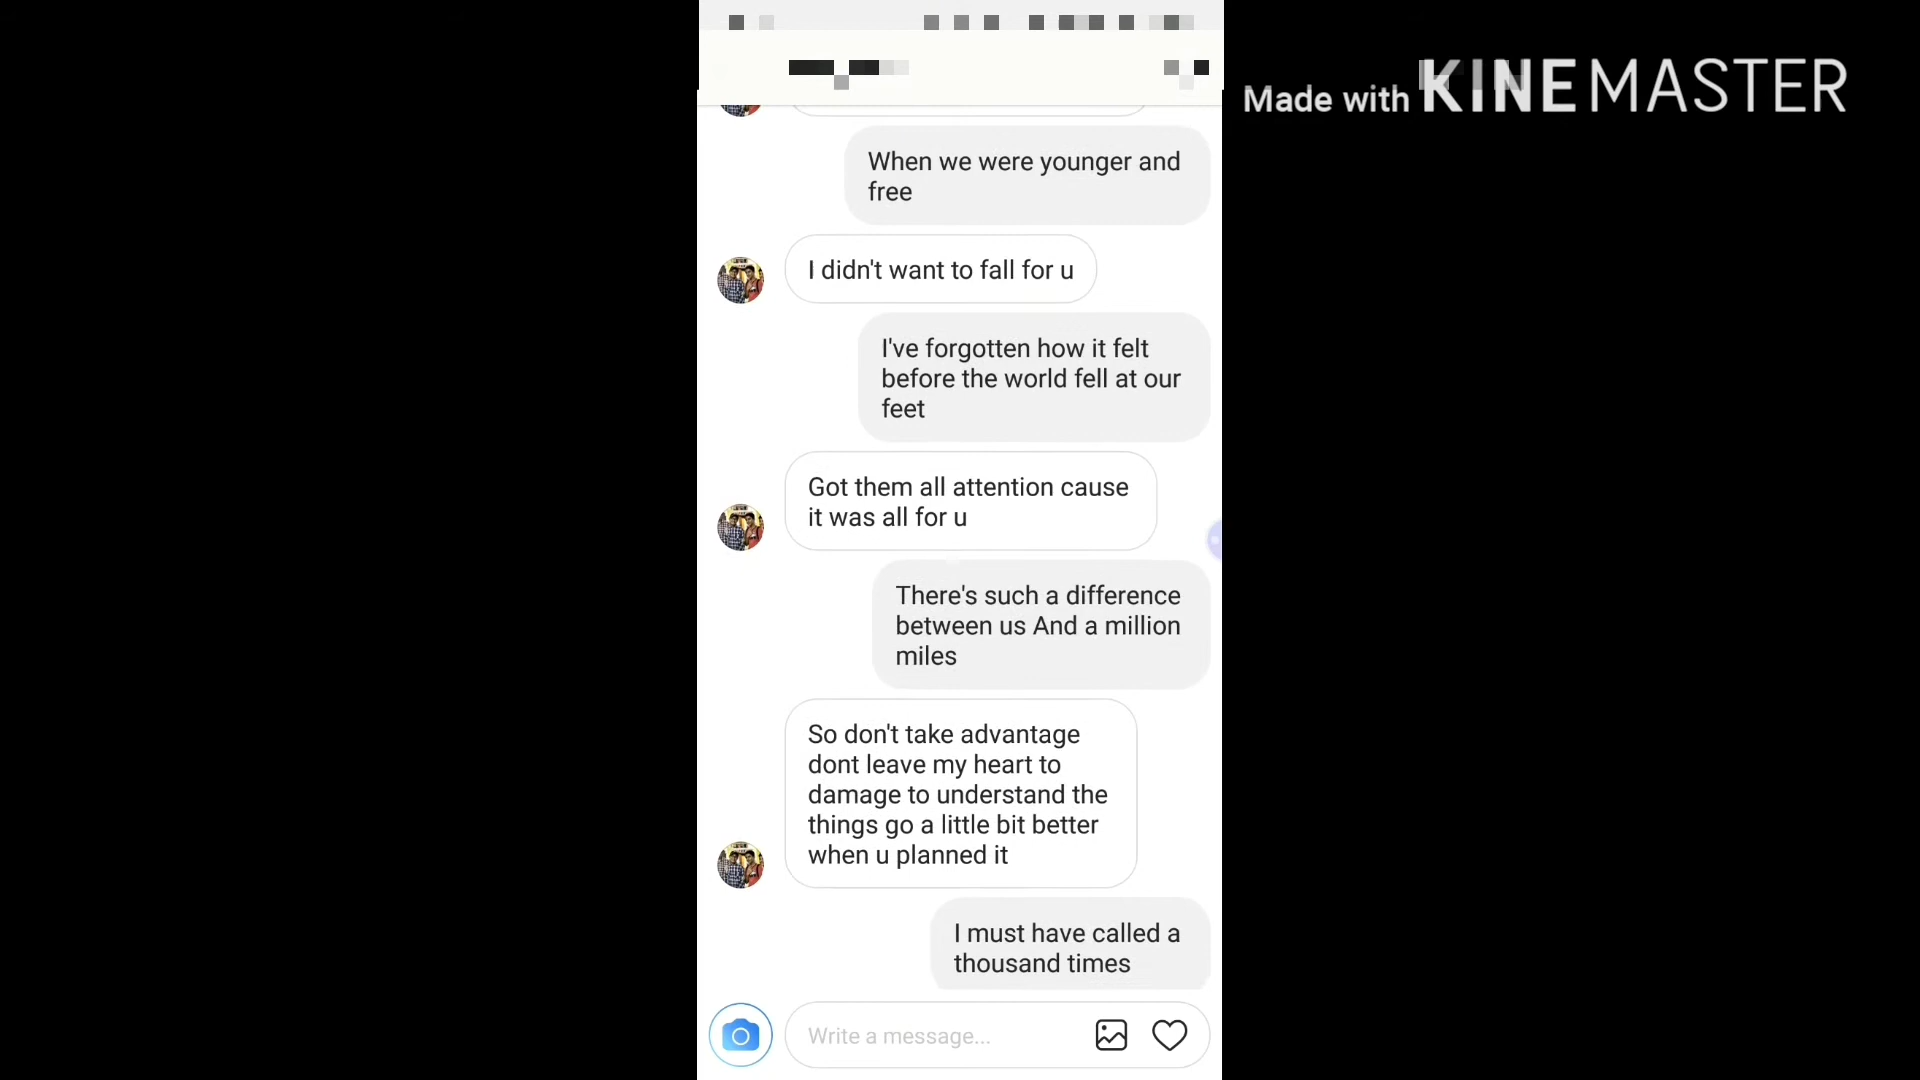 Made with KINEMASTER
When we were younger and
free
I didn't want to fall for u
I've forgotten how it felt
before the world fell at our
feet
Got them all attention cause
it was all for u
There's such a difference
between us And a million
miles
So don't take advantage
dont leave my heart to
damage to understand the
things go a little bit better
when u planned it
I must have called a
thousand times
Write a message...